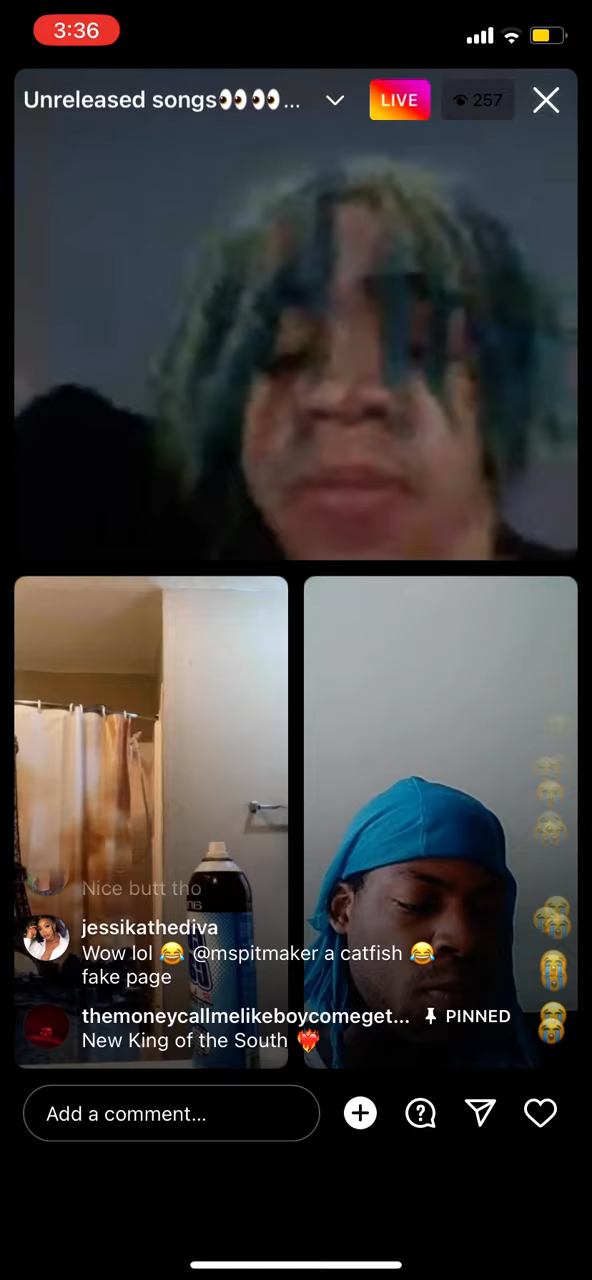 3:36
Unreleased songs👀👀...
LIVE
257
Nice butt tho
jessikathediva
Wow lol 😂 @mspitmaker a catfish 😂
fake page
themoneycallmelikeboycomeget... PINNED
New King of the South ❤️‍🔥
Add a comment...